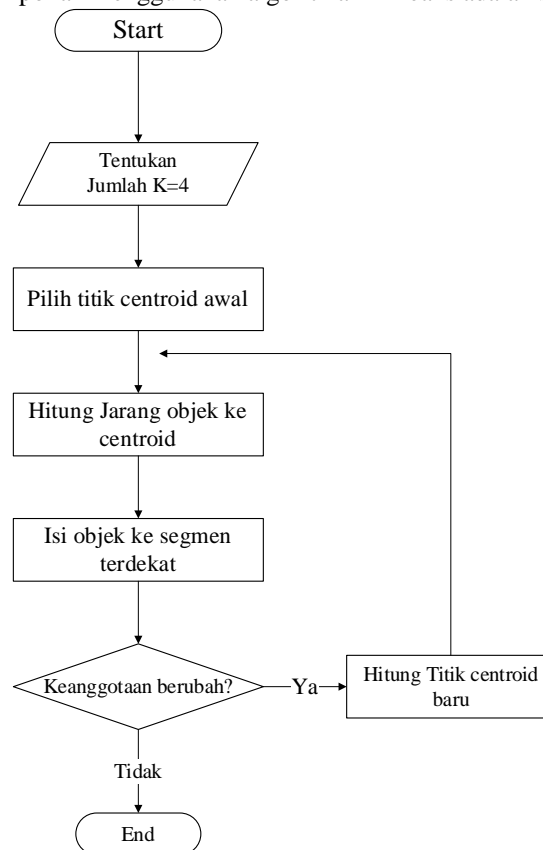 Start
Tentukan
Jumlah K=4
Pilih titik centroid awal
Hitung Jarang objek ke
centroid
Isi objek ke segmen
terdekat
Keanggotaan berubah?
Ya
Hitung Titik centroid
baru
Tidak
End